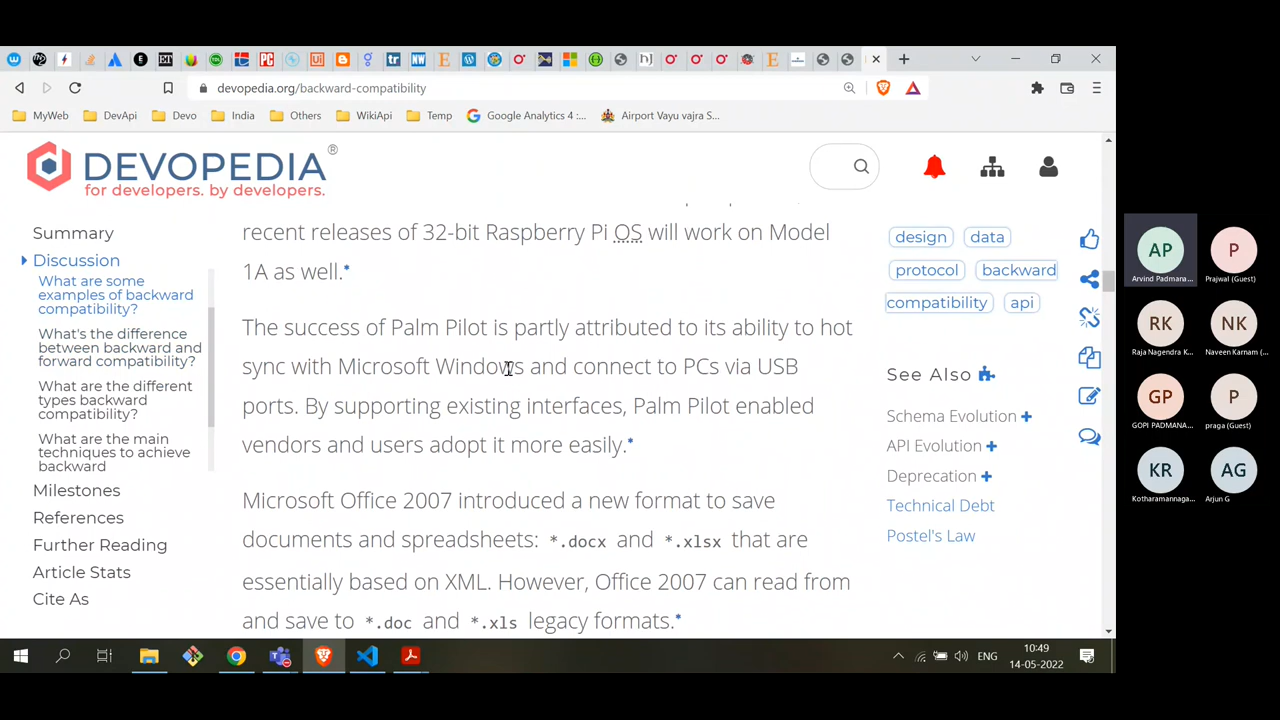 devopedia.org/backward-compatibility
MyWeb
DevApi
Devo
India
Others
WikiApi
Temp
Google Analytics 4 :...
Airport Vayu vajra s...
DEVOPEDIA®
for developers. by developers.
Summary
Discussion
What are some
examples of backward
compatibility?
What's the difference
between backward and
forward compatibility?
What are the different
types backward
compatibility?
What are the main
techniques to achieve
backward
Milestones
References
Further Reading
Article Stats
Cite As
recent releases of 32-bit Raspberry Pi OS will work on Model
1A as well.*
The success of Palm Pilot is partly attributed to its ability to hot
sync with Microsoft Windows and connect to PCs via USB
ports. By supporting existing interfaces, Palm Pilot enabled
vendors and users adopt it more easily.*
Microsoft Office 2007 introduced a new format to save
documents and spreadsheets: *.docx and *.xlsx that are
essentially based on XML. However, Office 2007 can read from
and save to *.doc and *.xls legacy formats.*
design data
protocol backward
compatibility api
See Also
Schema Evolution +
API Evolution +
Deprecation +
Technical Debt
Postel's Law
AP
Arvind Padmana...
P
Prajwal (Guest)
RK
Raja Nagendra K...
NK
Naveen Karnam (...
GP
GOPI PADMANA...
P
praga (Guest)
KR
Kotharamannaga...
AG
Arjun G
ENG
10:49
14-05-2022